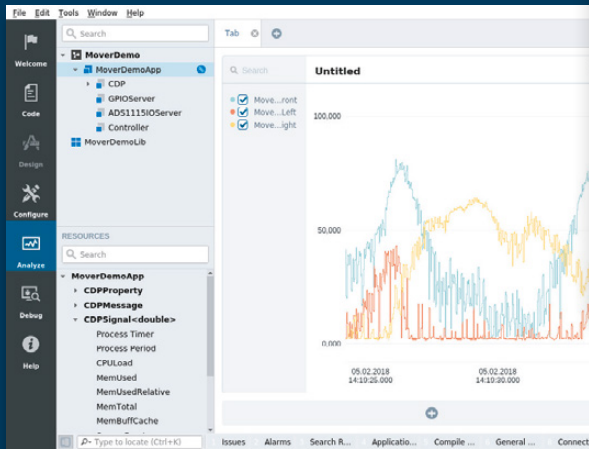 File Edit Tools Window Help
Welcome
Code
Design
Configure
Analyze
Debug
Help
Search
MoverDemo
MoverDemoApp
CDP
GPIOServer
ADS1115IOServer
Controller
MoverDemoLib
RESOURCES
Search
MoverDemoApp
CDPProperty
CDPMessage
CDPSignal<double>
Process Timer
Process Period
CPULoad
MemUsed
MemUsedRelative
MemTotal
MemBuffCache
Type to locate (Ctrl+K)
Tab
Search
Move...ront
Move...Left
Move...ight
Untitled
100,000
50,000
0,000
05.02.2018
14:19:25.000
05.02.2018
14:19:30.000
Issues Alarms Search R... Applicatio... Compile ... General ... Connect